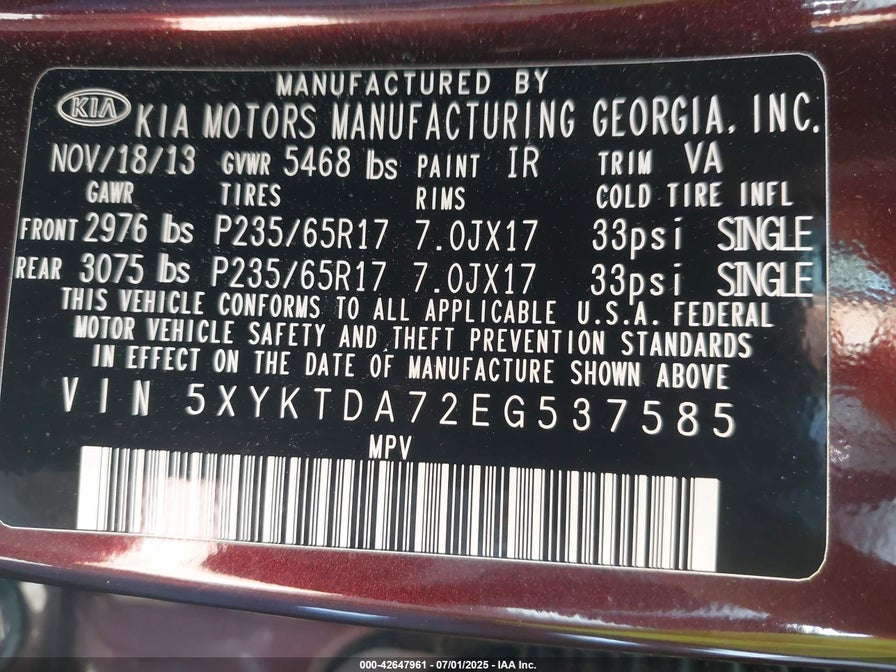 MANUFACTURED BY
KIA KIA MOTORS MANUFACTURING GEORGIA, INC.
NOV/18/13 GVWR 5468 lbs PAINT IR TRIM VA
GAWR TIRES RIMS COLD TIRE INFL
FRONT 2976 lbs P235/65R17 7.0JX17 33psi SINGLE
REAR 3075 lbs P235/65R17 7.0JX17 33psi SINGLE
THIS VEHICLE CONFORMS TO ALL APPLICABLE U.S.A. FEDERAL
MOTOR VEHICLE SAFETY AND THEFT PREVENTION STANDARDS
IN EFFECT ON THE DATE OF MANUFACTURE SHOWN ABOVE
VIN 5XYKTDA72EG537585
MPV
000-42647961 - 07/01/2025 - IAA Inc.